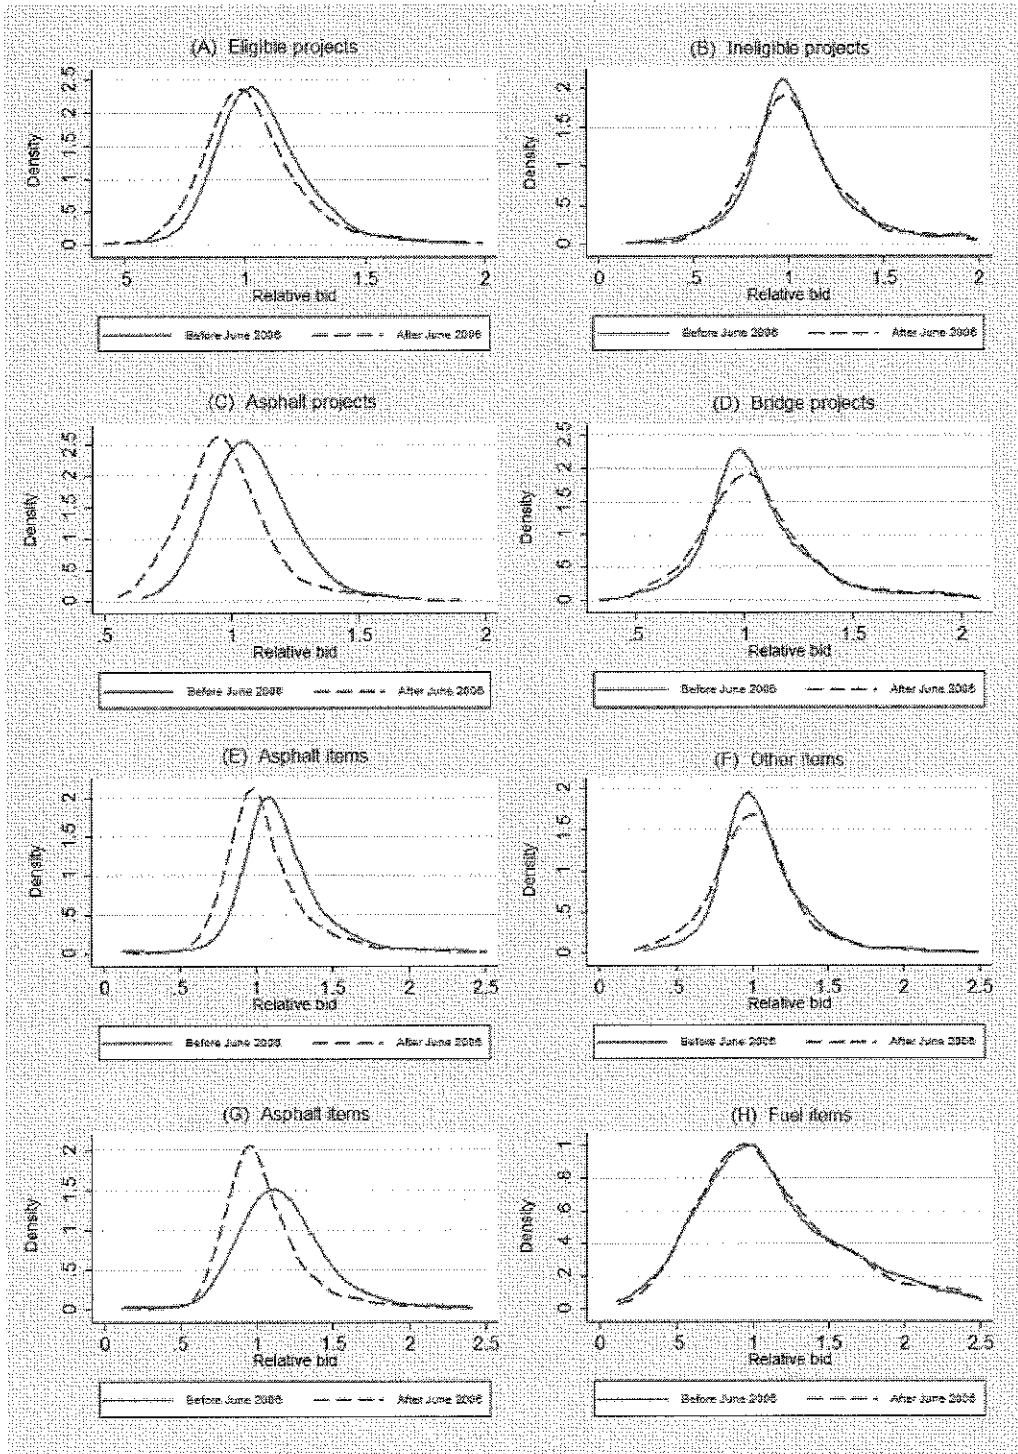 (A) Eligible projects
Density
0 .5 1 1.5 2 2.5
.5 1 1.5 2
Relative bid
Before June 2006 After June 2006
(B) Ineligible projects
Density
0 .5 1 1.5 2
0 .5 1 1.5 2
Relative bid
Before June 2006 After June 2006
(C) Asphalt projects
Density
0 .5 1 1.5 2 2.5
.5 1 1.5 2
Relative bid
Before June 2006 After June 2006
(D) Bridge projects
Density
0 .5 1 1.5 2 2.5
.5 1 1.5 2
Relative bid
Before June 2006 After June 2006
(E) Asphalt items
Density
0 .5 1 1.5 2
0 .5 1 1.5 2 2.5
Relative bid
Before June 2006 After June 2006
(F) Other items
Density
0 .5 1 1.5 2
0 .5 1 1.5 2 2.5
Relative bid
Before June 2006 After June 2006
(G) Asphalt items
Density
0 .5 1 1.5 2
0 .5 1 1.5 2 2.5
Relative bid
Before June 2006 After June 2006
(H) Fuel items
Density
0 .2 .4 .6 .8 1
0 .5 1 1.5 2 2.5
Relative bid
Before June 2006 After June 2006